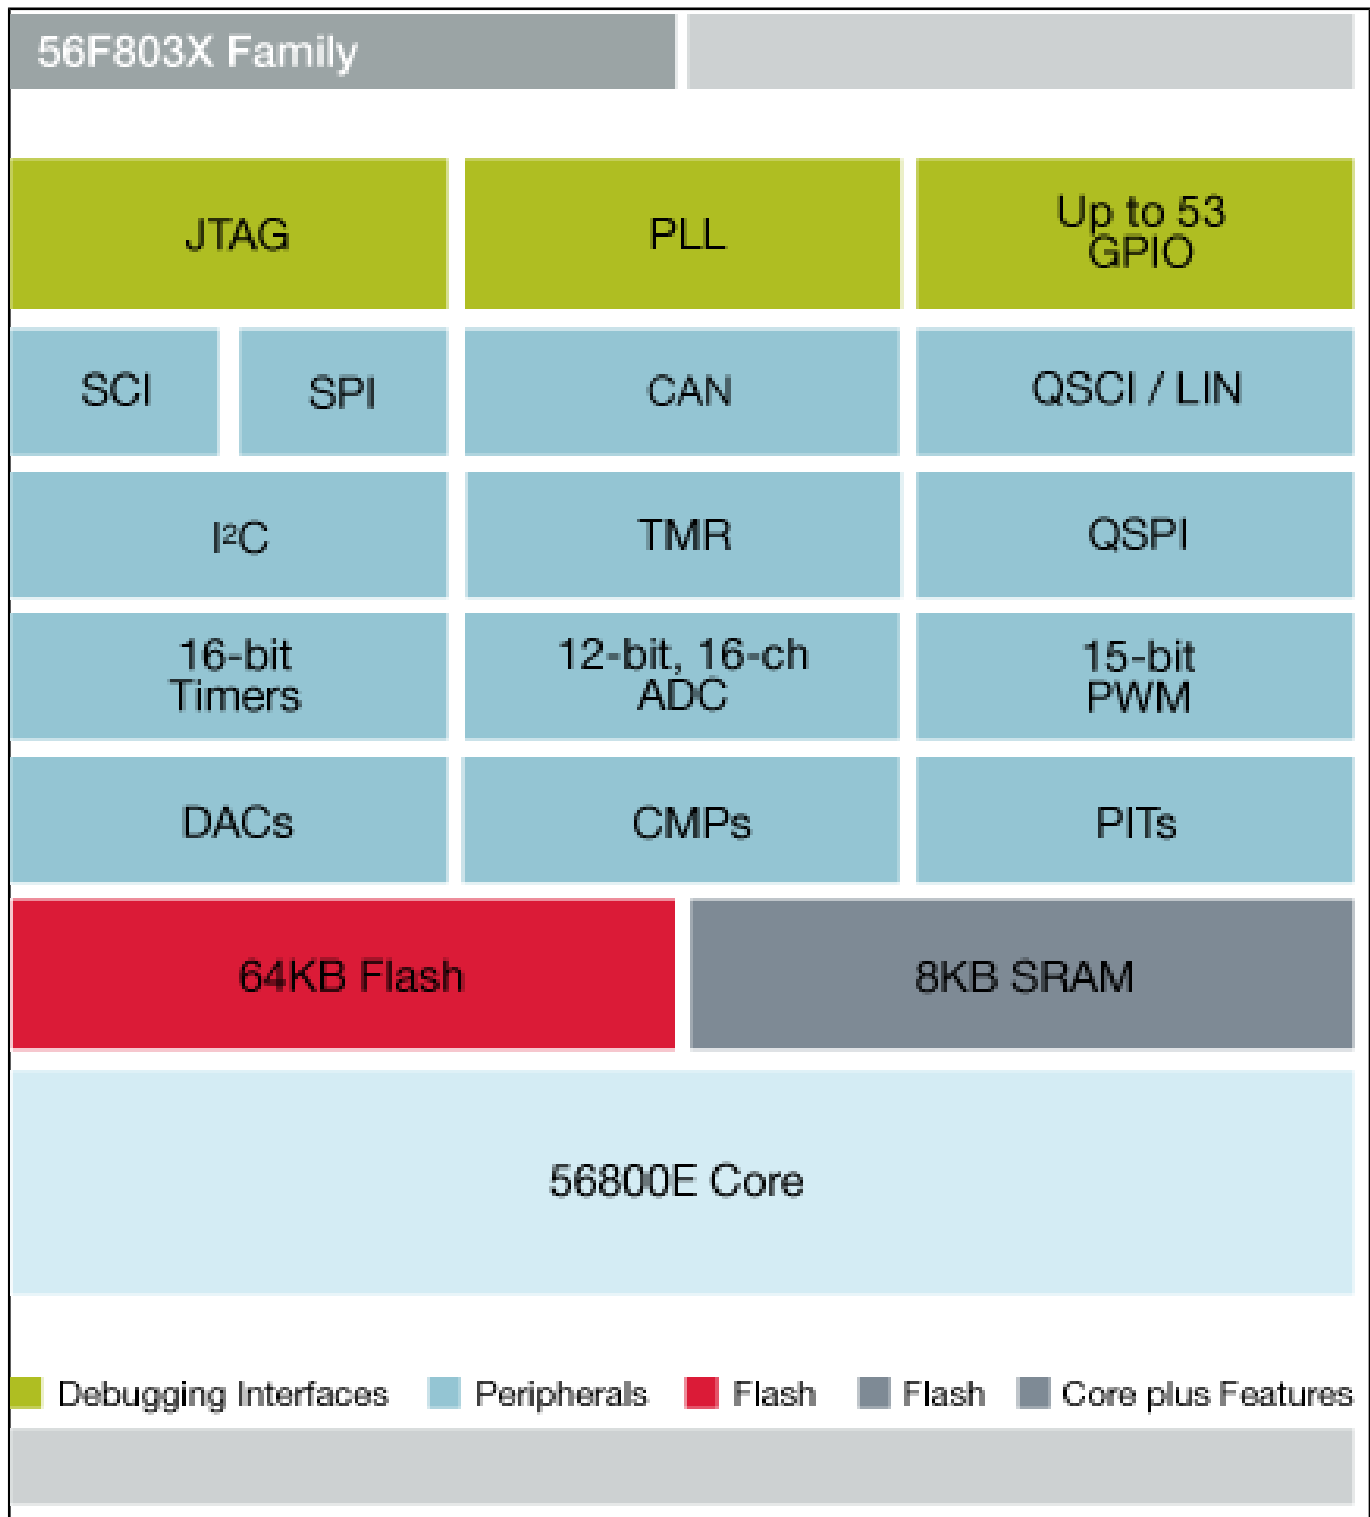 56F803X Family
JTAG
PLL
Up to 53
GPIO
SCI
SPI
CAN
QSCI / LIN
I²C
TMR
QSPI
16-bit
Timers
12-bit, 16-ch
ADC
15-bit
PWM
DACs
CMPs
PITs
64KB Flash
8KB SRAM
56800E Core
Debugging Interfaces
Peripherals
Flash
Flash
Core plus Features